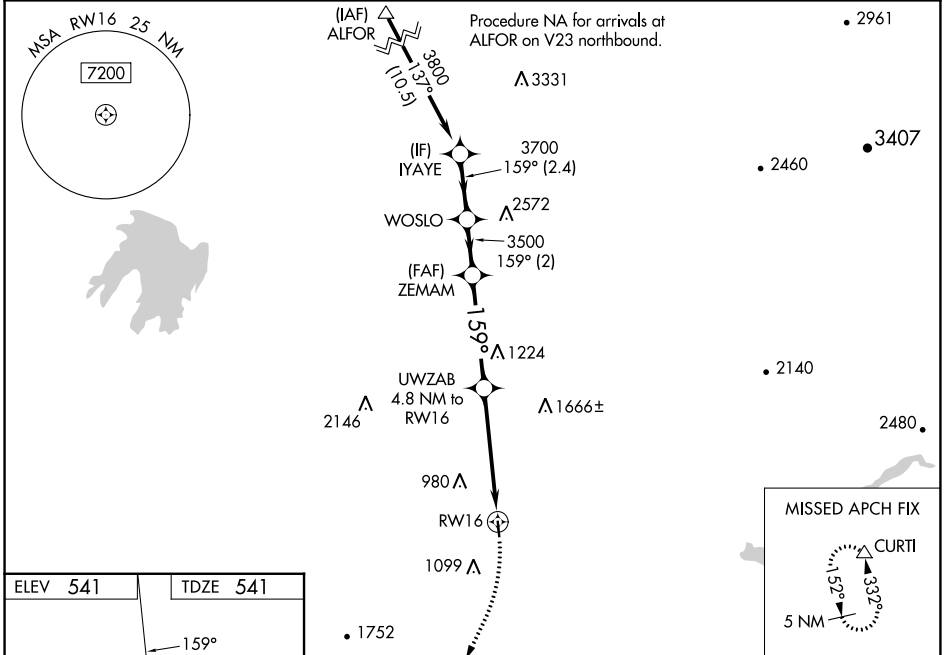 MSA RW16 25 NM
7200
(IAF)
ALFOR
Procedure NA for arrivals at
ALFOR on V23 northbound.
2961
3331
3800
137°
(10.5)
3407
(IF)
IYAYE
3700
159° (2.4)
2460
WOSLO
2572
3500
159° (2)
(FAF)
ZEMAM
159°
1224
2140
UWZAB
4.8 NM to
RW16
2146
1666±
2480
980
RW16
MISSED APCH FIX
CURTI
152°
332°
5 NM
1099
ELEV 541
TDZE 541
159°
1752